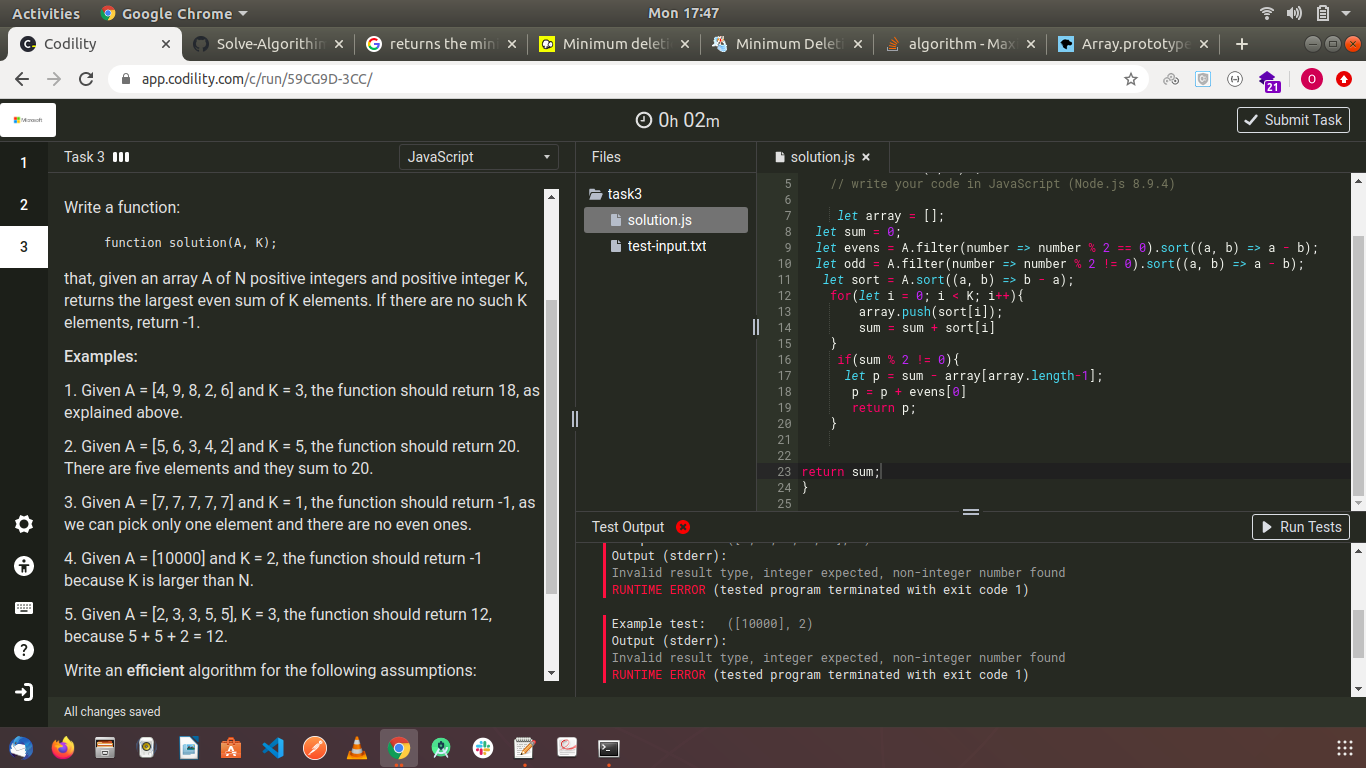 Activities Google Chrome Mon 17:47
Codility Solve-Algorithin returns the min Minimum deleti Minimum Deleti algorithm - Max Array.prototype
app.codility.com/c/run/59CG9D-3CC/ 21 O
Microsoft 0h 02m Submit Task
1
2
3
Task 3 JavaScript
Write a function:
function solution(A, K);
that, given an array A of N positive integers and positive integer K,
returns the largest even sum of K elements. If there are no such K
elements, return -1.
Examples:
1. Given A = [4, 9, 8, 2, 6] and K = 3, the function should return 18, as
explained above.
2. Given A = [5, 6, 3, 4, 2] and K = 5, the function should return 20.
There are five elements and they sum to 20.
3. Given A = [7, 7, 7, 7, 7] and K = 1, the function should return -1, as
we can pick only one element and there are no even ones.
4. Given A = [10000] and K = 2, the function should return -1
because K is larger than N.
5. Given A = [2, 3, 3, 5, 5], K = 3, the function should return 12,
because 5 + 5 + 2 = 12.
Write an efficient algorithm for the following assumptions:
All changes saved
Files
task3
solution.js
test-input.txt
solution.js
5 // write your code in JavaScript (Node.js 8.9.4)
6
7 let array = [];
8 let sum = 0;
9 let evens = A.filter(number => number % 2 == 0).sort((a, b) => a - b);
10 let odd = A.filter(number => number % 2 != 0).sort((a, b) => a - b);
11 let sort = A.sort((a, b) => b - a);
12 for(let i = 0; i < K; i++){
13 array.push(sort[i]);
14 sum = sum + sort[i]
15 }
16 if(sum % 2 != 0){
17 let p = sum - array[array.length-1];
18 p = p + evens[0]
19 return p;
20 }
21
22
23 return sum;
24 }
25
Test Output Run Tests
Output (stderr):
Invalid result type, integer expected, non-integer number found
RUNTIME ERROR (tested program terminated with exit code 1)
Example test: ([10000], 2)
Output (stderr):
Invalid result type, integer expected, non-integer number found
RUNTIME ERROR (tested program terminated with exit code 1)